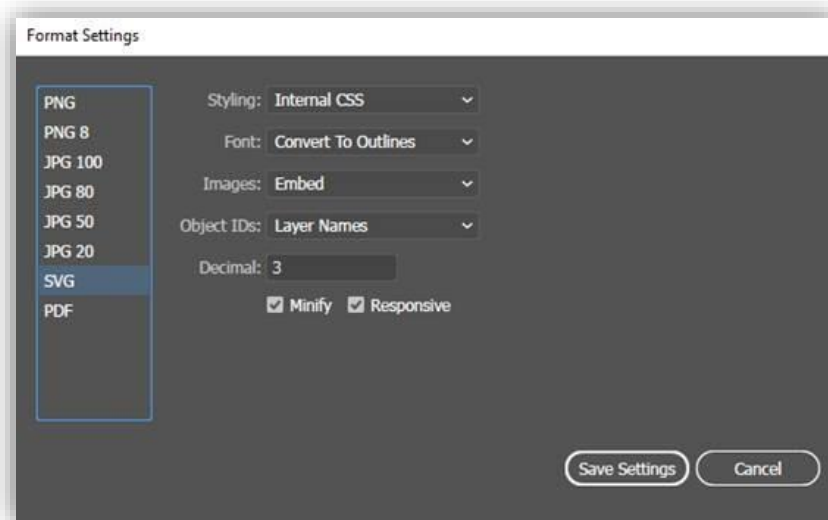 Format Settings
PNG
PNG 8
JPG 100
JPG 80
JPG 50
JPG 20
SVG
PDF
Styling: Internal CSS
Font: Convert To Outlines
Images: Embed
Object IDs: Layer Names
Decimal: 3
Minify Responsive
Save Settings Cancel